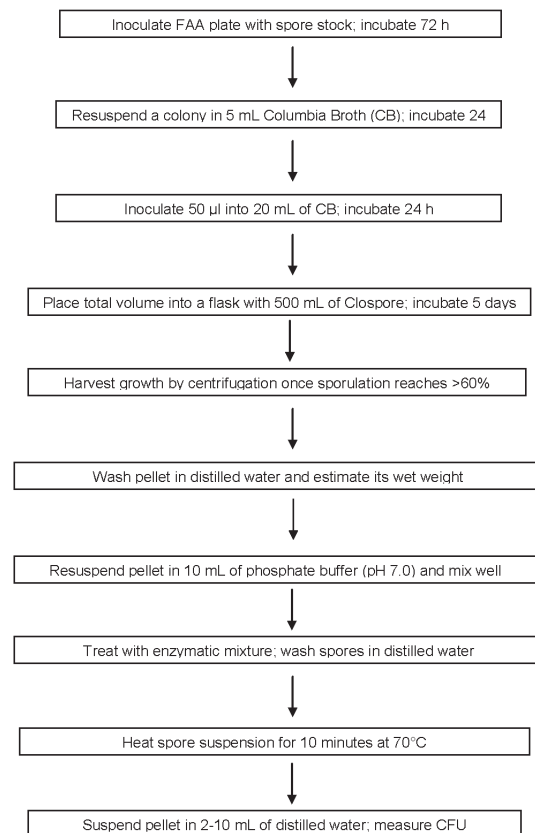 Inoculate FAA plate with spore stock; incubate 72 h
Resuspend a colony in 5 mL Columbia Broth (CB); incubate 24
Inoculate 50 µl into 20 mL of CB; incubate 24 h
Place total volume into a flask with 500 mL of Clospore; incubate 5 days
Harvest growth by centrifugation once sporulation reaches >60%
Wash pellet in distilled water and estimate its wet weight
Resuspend pellet in 10 mL of phosphate buffer (pH 7.0) and mix well
Treat with enzymatic mixture; wash spores in distilled water
Heat spore suspension for 10 minutes at 70°C
Suspend pellet in 2-10 mL of distilled water; measure CFU